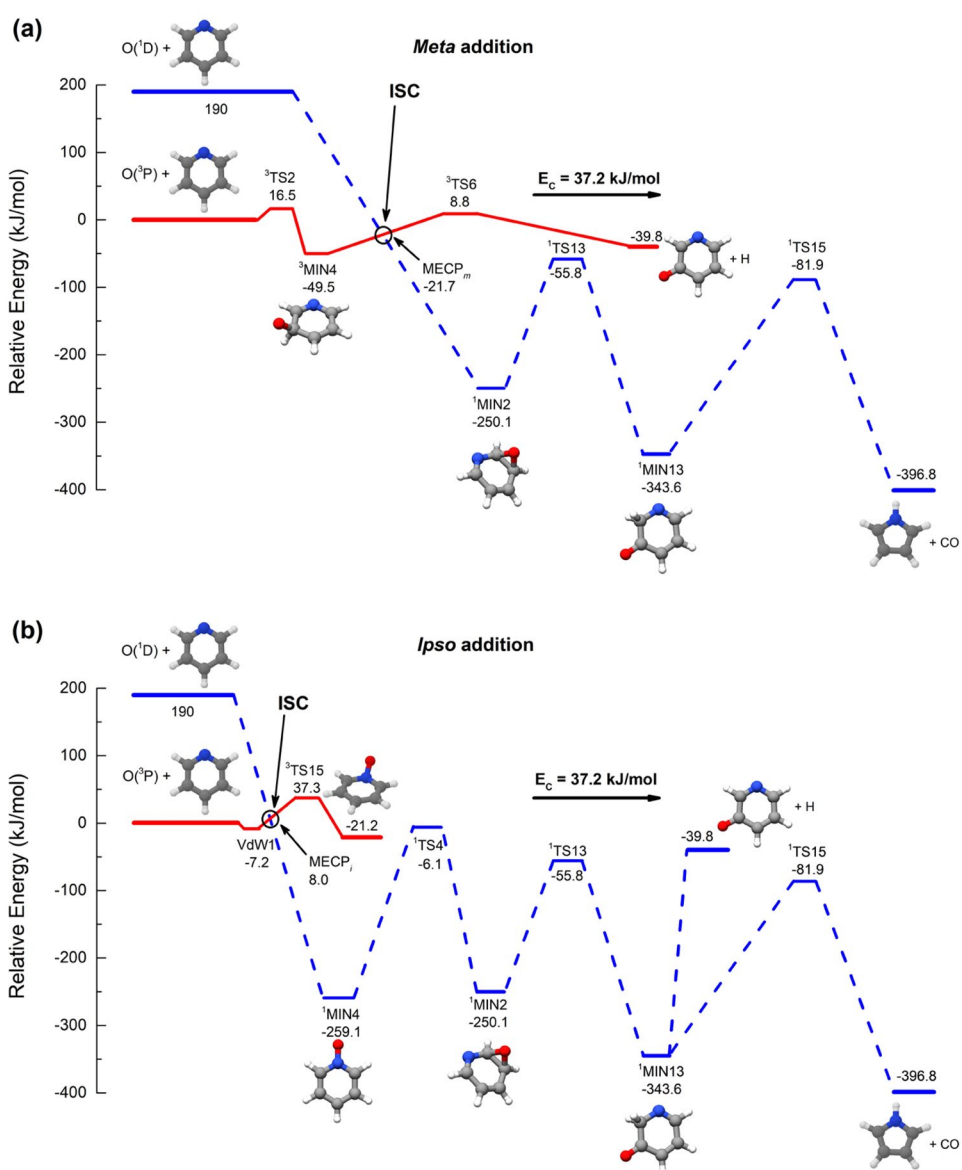 (a)
Meta addition
O(¹D) +
ISC
200
190
100
O(³P) +
³TS2
16.5
³TS6
8.8
E_C = 37.2 kJ/mol
0
-39.8
+ H
¹TS13
-55.8
¹TS15
-81.9
³MIN4
-49.5
MECP_m
-21.7
-100
-200
Relative Energy (kJ/mol)
¹MIN2
-250.1
-300
¹MIN13
-343.6
-396.8
-400
+ CO
(b)
Ipso addition
O(¹D) +
ISC
200
190
100
O(³P) +
³TS15
37.3
E_C = 37.2 kJ/mol
+ H
0
-21.2
-39.8
VdW1
-7.2
MECP_i
8.0
¹TS4
-6.1
¹TS13
-55.8
¹TS15
-81.9
-100
-200
Relative Energy (kJ/mol)
¹MIN4
-259.1
¹MIN2
-250.1
-300
¹MIN13
-343.6
-396.8
-400
+ CO